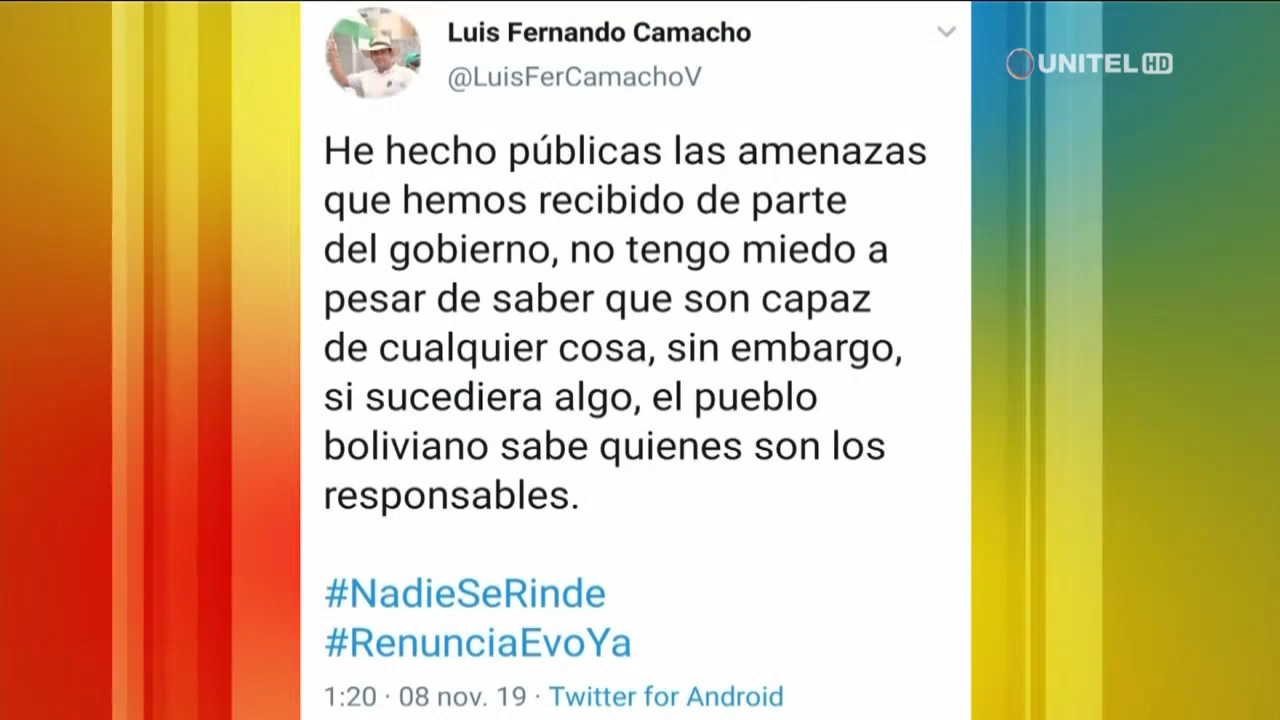 Luis Fernando Camacho
@LuisFerCamachoV
UNITEL HD
He hecho públicas las amenazas
que hemos recibido de parte
del gobierno, no tengo miedo a
pesar de saber que son capaz
de cualquier cosa, sin embargo,
si sucediera algo, el pueblo
boliviano sabe quienes son los
responsables.
#NadieSeRinde
#RenunciaEvoYa
1:20 · 08 nov. 19 · Twitter for Android